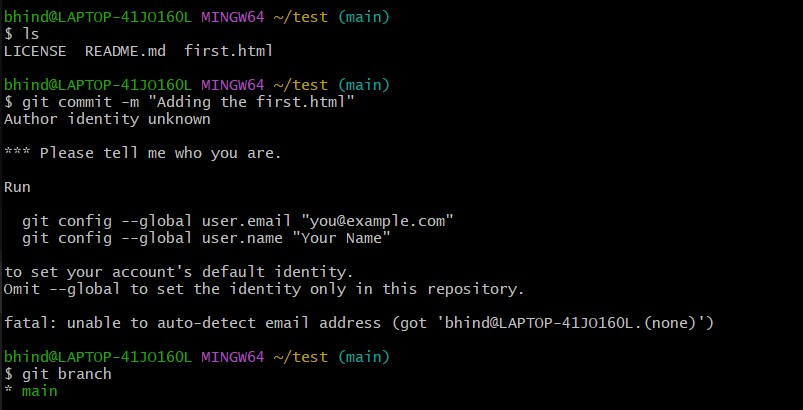 bhind@LAPTOP-41JO16OL MINGW64 ~/test (main)
$ ls
LICENSE  README.md  first.html
bhind@LAPTOP-41JO16OL MINGW64 ~/test (main)
$ git commit -m "Adding the first.html"
Author identity unknown
*** Please tell me who you are.
Run
  git config --global user.email "you@example.com"
  git config --global user.name "Your Name"
to set your account's default identity.
Omit --global to set the identity only in this repository.
fatal: unable to auto-detect email address (got 'bhind@LAPTOP-41JO16OL.(none)')
bhind@LAPTOP-41JO16OL MINGW64 ~/test (main)
$ git branch
* main